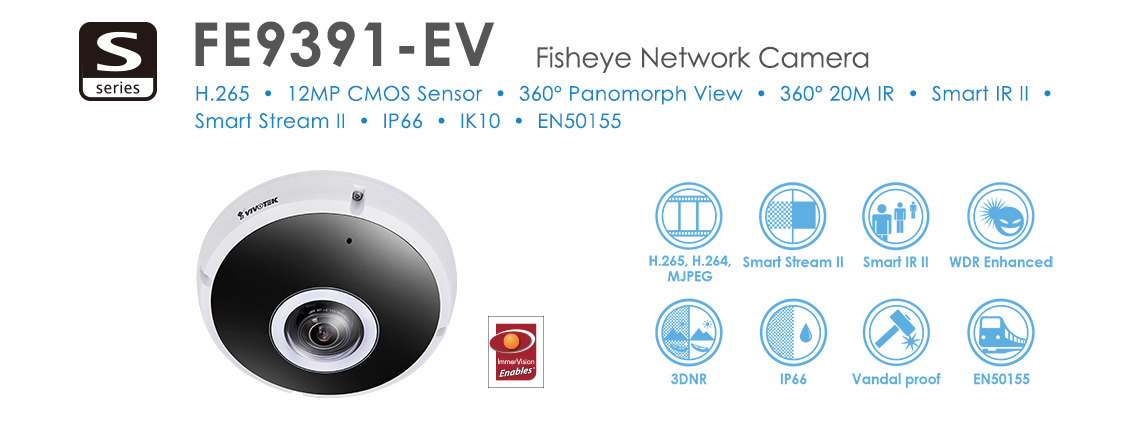 S
series
FE9391-EV
Fisheye Network Camera
H.265 • 12MP CMOS Sensor • 360° Panomorph View • 360° 20M IR • Smart IR II •
Smart Stream II • IP66 • IK10 • EN50155
VIVOTEK
H.265, H.264,
MJPEG
Smart Stream II
Smart IR II
WDR Enhanced
ImmerVision
Enables
3DNR
IP66
Vandal proof
EN50155